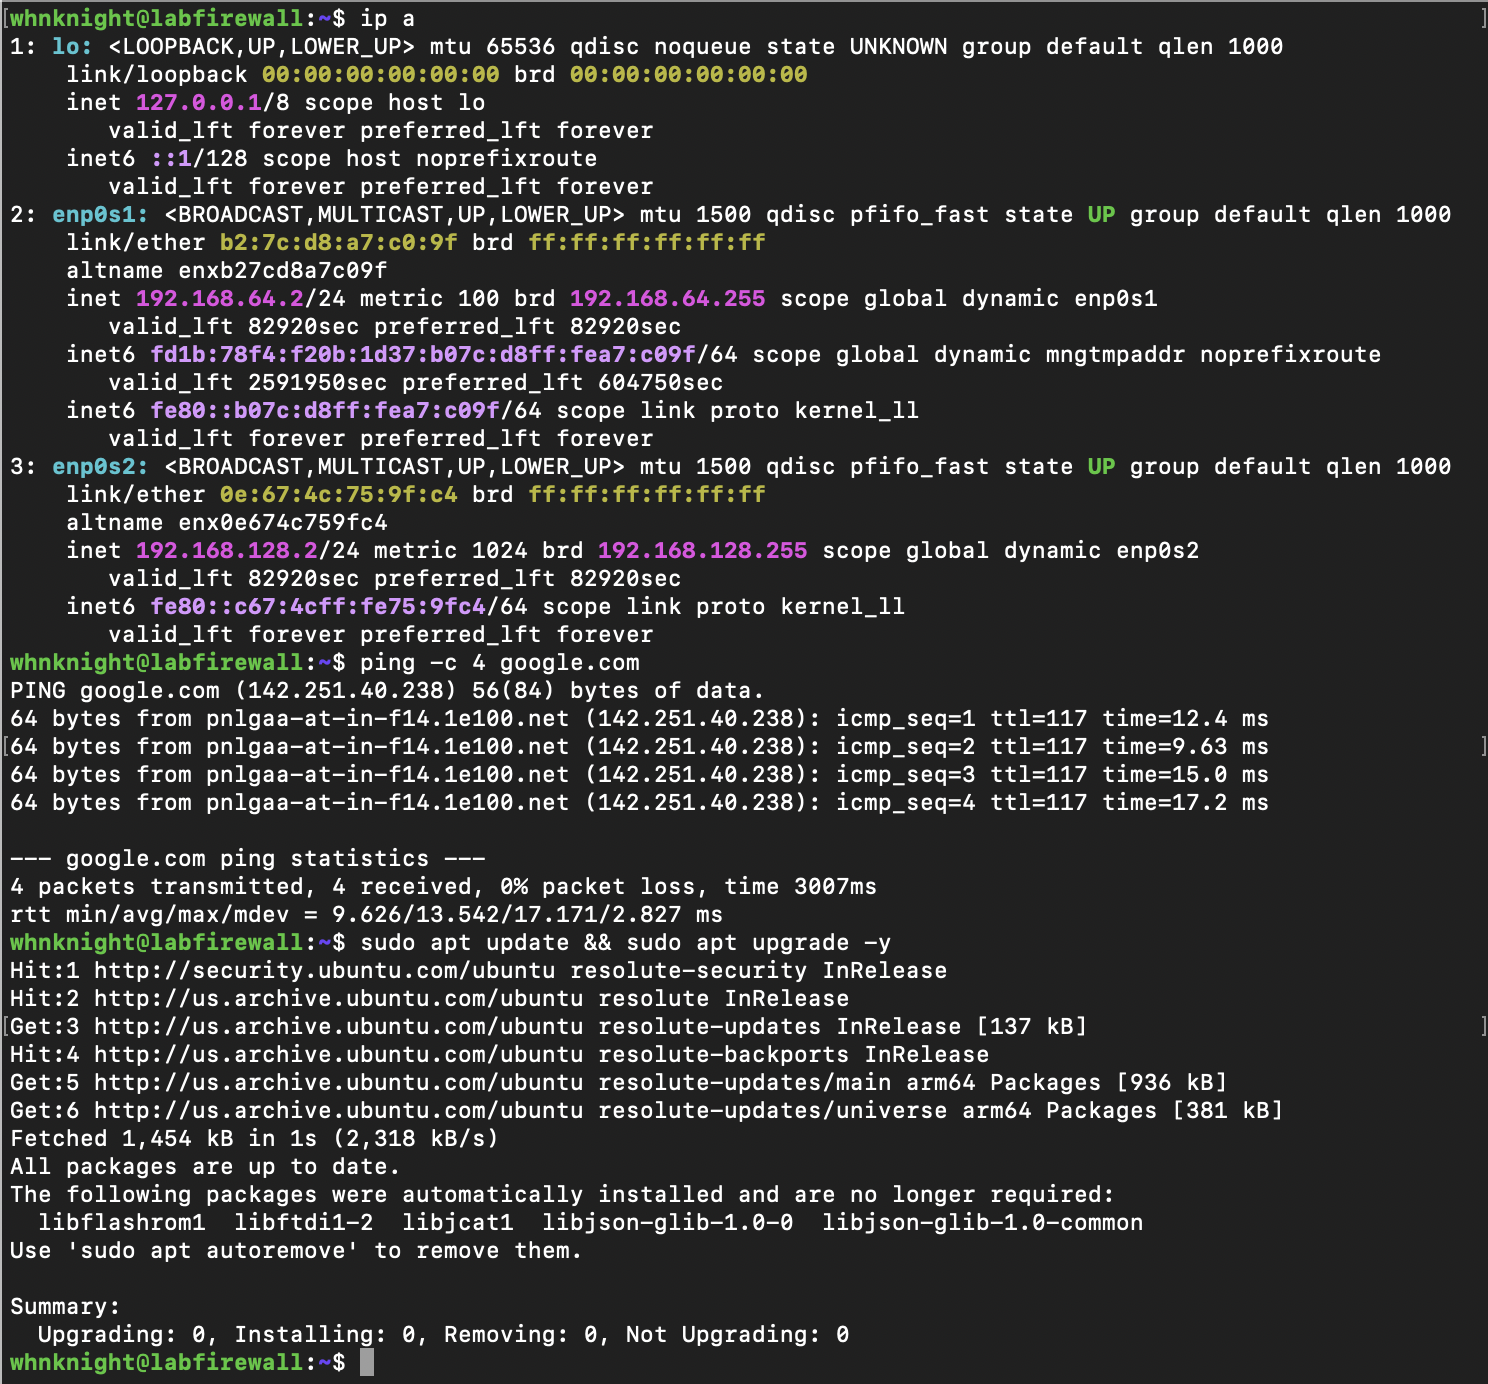 [whnknight@labfirewall:~$ ip a ]
1: lo: <LOOPBACK,UP,LOWER_UP> mtu 65536 qdisc noqueue state UNKNOWN group default qlen 1000
    link/loopback 00:00:00:00:00:00 brd 00:00:00:00:00:00
    inet 127.0.0.1/8 scope host lo
       valid_lft forever preferred_lft forever
    inet6 ::1/128 scope host noprefixroute
       valid_lft forever preferred_lft forever
2: enp0s1: <BROADCAST,MULTICAST,UP,LOWER_UP> mtu 1500 qdisc pfifo_fast state UP group default qlen 1000
    link/ether b2:7c:d8:a7:c0:9f brd ff:ff:ff:ff:ff:ff
    altname enxb27cd8a7c09f
    inet 192.168.64.2/24 metric 100 brd 192.168.64.255 scope global dynamic enp0s1
       valid_lft 82920sec preferred_lft 82920sec
    inet6 fd1b:78f4:f20b:1d37:b07c:d8ff:fea7:c09f/64 scope global dynamic mngtmpaddr noprefixroute
       valid_lft 2591950sec preferred_lft 604750sec
    inet6 fe80::b07c:d8ff:fea7:c09f/64 scope link proto kernel_ll
       valid_lft forever preferred_lft forever
3: enp0s2: <BROADCAST,MULTICAST,UP,LOWER_UP> mtu 1500 qdisc pfifo_fast state UP group default qlen 1000
    link/ether 0e:67:4c:75:9f:c4 brd ff:ff:ff:ff:ff:ff
    altname enx0e674c759fc4
    inet 192.168.128.2/24 metric 1024 brd 192.168.128.255 scope global dynamic enp0s2
       valid_lft 82920sec preferred_lft 82920sec
    inet6 fe80::c67:4cff:fe75:9fc4/64 scope link proto kernel_ll
       valid_lft forever preferred_lft forever
whnknight@labfirewall:~$ ping -c 4 google.com
PING google.com (142.251.40.238) 56(84) bytes of data.
64 bytes from pnlgaa-at-in-f14.1e100.net (142.251.40.238): icmp_seq=1 ttl=117 time=12.4 ms
[64 bytes from pnlgaa-at-in-f14.1e100.net (142.251.40.238): icmp_seq=2 ttl=117 time=9.63 ms ]
64 bytes from pnlgaa-at-in-f14.1e100.net (142.251.40.238): icmp_seq=3 ttl=117 time=15.0 ms
64 bytes from pnlgaa-at-in-f14.1e100.net (142.251.40.238): icmp_seq=4 ttl=117 time=17.2 ms

--- google.com ping statistics ---
4 packets transmitted, 4 received, 0% packet loss, time 3007ms
rtt min/avg/max/mdev = 9.626/13.542/17.171/2.827 ms
whnknight@labfirewall:~$ sudo apt update && sudo apt upgrade -y
Hit:1 http://security.ubuntu.com/ubuntu resolute-security InRelease
Hit:2 http://us.archive.ubuntu.com/ubuntu resolute InRelease
[Get:3 http://us.archive.ubuntu.com/ubuntu resolute-updates InRelease [137 kB] ]
Hit:4 http://us.archive.ubuntu.com/ubuntu resolute-backports InRelease
Get:5 http://us.archive.ubuntu.com/ubuntu resolute-updates/main arm64 Packages [936 kB]
Get:6 http://us.archive.ubuntu.com/ubuntu resolute-updates/universe arm64 Packages [381 kB]
Fetched 1,454 kB in 1s (2,318 kB/s)
All packages are up to date.
The following packages were automatically installed and are no longer required:
  libflashrom1  libftdi1-2  libjcat1  libjson-glib-1.0-0  libjson-glib-1.0-common
Use 'sudo apt autoremove' to remove them.

Summary:
  Upgrading: 0, Installing: 0, Removing: 0, Not Upgrading: 0
whnknight@labfirewall:~$